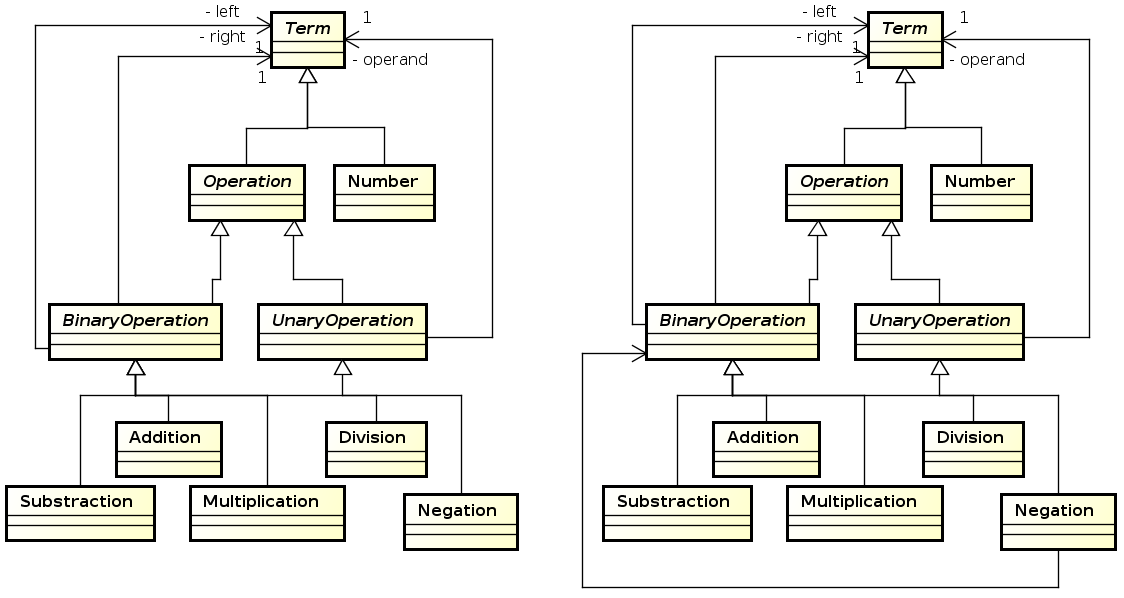 - left
Term
1
- right
1
1
- operand
Operation
Number
BinaryOperation
UnaryOperation
Addition
Division
Substraction
Multiplication
Negation
- left
Term
1
- right
1
1
- operand
Operation
Number
BinaryOperation
UnaryOperation
Addition
Division
Substraction
Multiplication
Negation